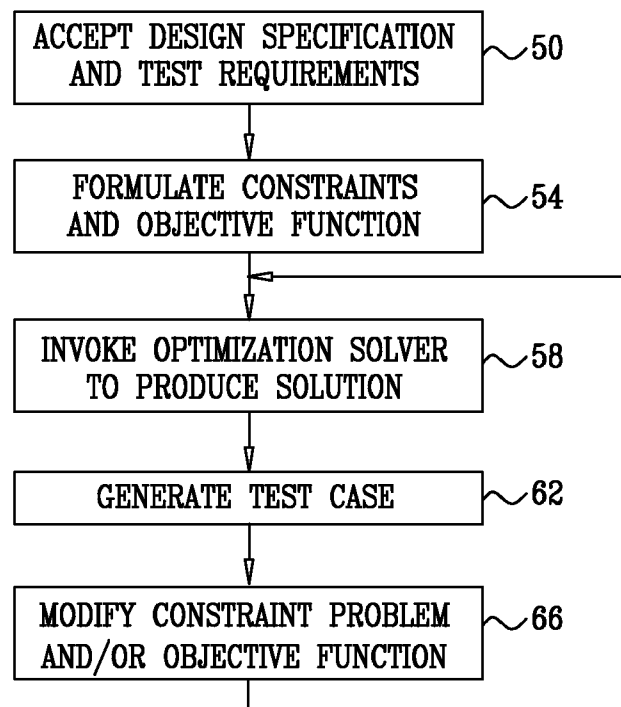 ACCEPT DESIGN SPECIFICATION
AND TEST REQUIREMENTS
50
FORMULATE CONSTRAINTS
AND OBJECTIVE FUNCTION
54
INVOKE OPTIMIZATION SOLVER
TO PRODUCE SOLUTION
58
GENERATE TEST CASE
62
MODIFY CONSTRAINT PROBLEM
AND/OR OBJECTIVE FUNCTION
66